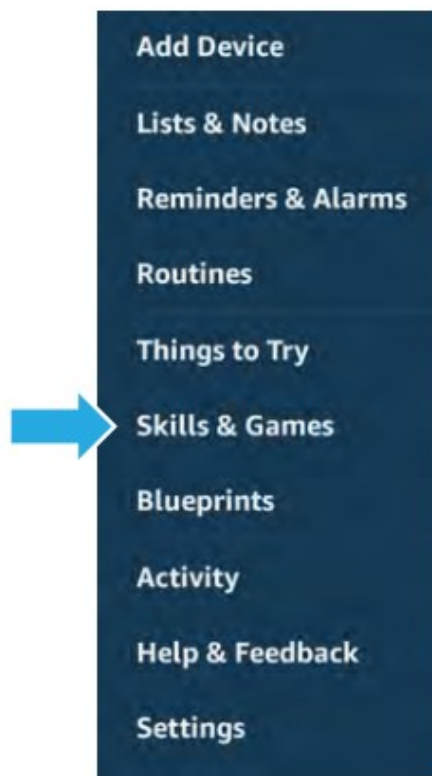 Add Device
Lists & Notes
Reminders & Alarms
Routines
Things to Try
Skills & Games
Blueprints
Activity
Help & Feedback
Settings